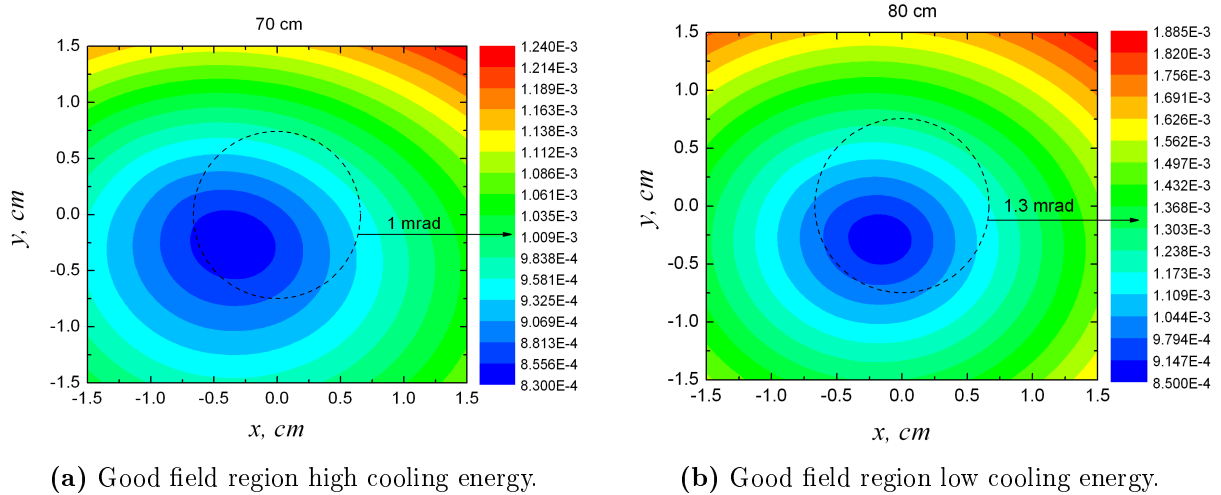 70 cm
1.5
1.0
0.5
0.0
-0.5
-1.0
-1.5
y, cm
-1.5 -1.0 -0.5 0.0 0.5 1.0 1.5
x, cm
1 mrad
1.240E-3
1.214E-3
1.189E-3
1.163E-3
1.138E-3
1.112E-3
1.086E-3
1.061E-3
1.035E-3
1.009E-3
9.838E-4
9.581E-4
9.325E-4
9.069E-4
8.813E-4
8.556E-4
8.300E-4
(a) Good field region high cooling energy.
80 cm
1.5
1.0
0.5
0.0
-0.5
-1.0
-1.5
y, cm
-1.5 -1.0 -0.5 0.0 0.5 1.0 1.5
x, cm
1.3 mrad
1.885E-3
1.820E-3
1.756E-3
1.691E-3
1.626E-3
1.562E-3
1.497E-3
1.432E-3
1.368E-3
1.303E-3
1.238E-3
1.173E-3
1.109E-3
1.044E-3
9.794E-4
9.147E-4
8.500E-4
(b) Good field region low cooling energy.